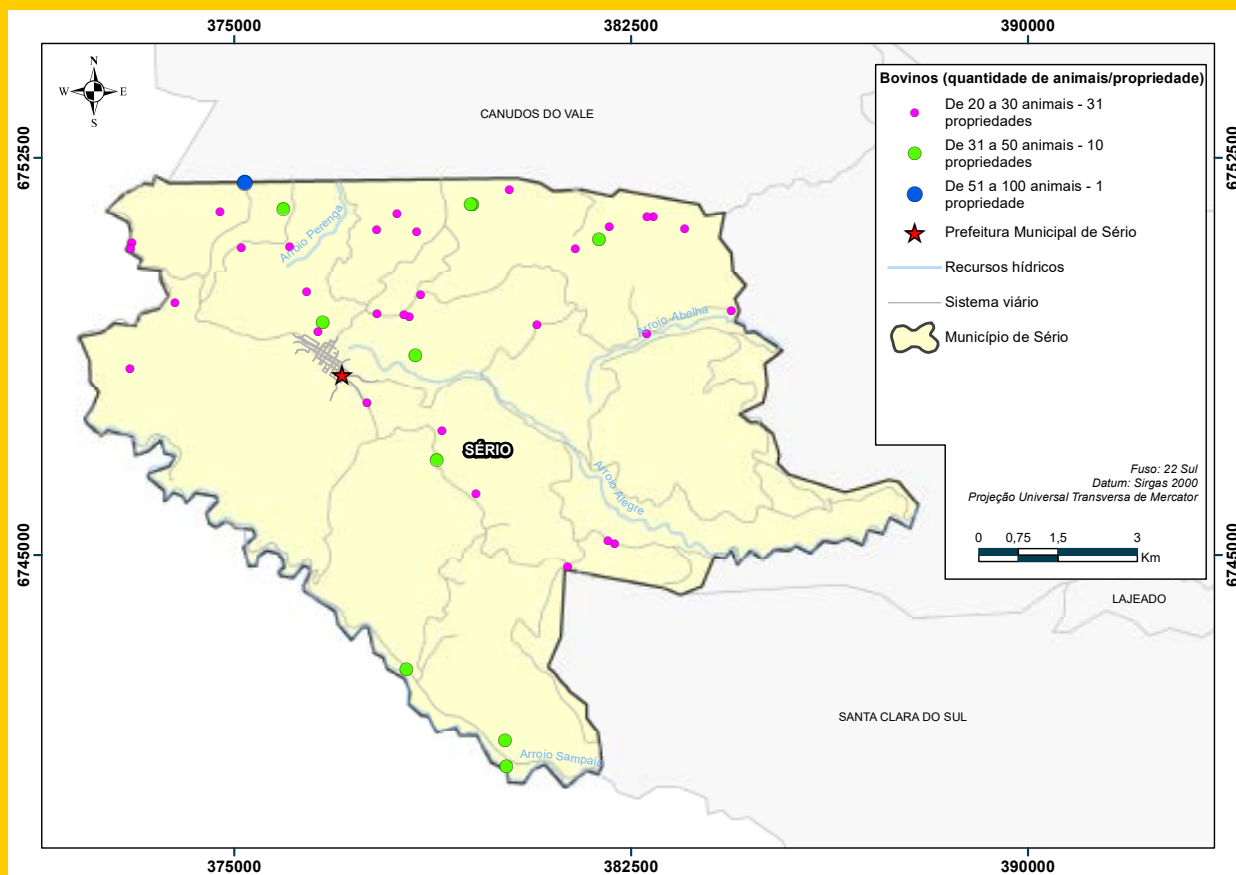 375000 382500 390000
N
W E
S
CANUDOS DO VALE
Bovinos (quantidade de animais/propriedade)
De 20 a 30 animais - 31
propriedades
De 31 a 50 animais - 10
propriedades
De 51 a 100 animais - 1
propriedade
Prefeitura Municipal de Sério
Recursos hídricos
Sistema viário
Município de Sério
6752500 6752500
Arroio Perenga
Arroio Abelha
SÉRIO
Arroio Alegre
Fuso: 22 Sul
Datum: Sirgas 2000
Projeção Universal Transversa de Mercator
0 0,75 1,5 3
Km
6745000 6745000
LAJEADO
SANTA CLARA DO SUL
Arroio Sampaio
375000 382500 390000